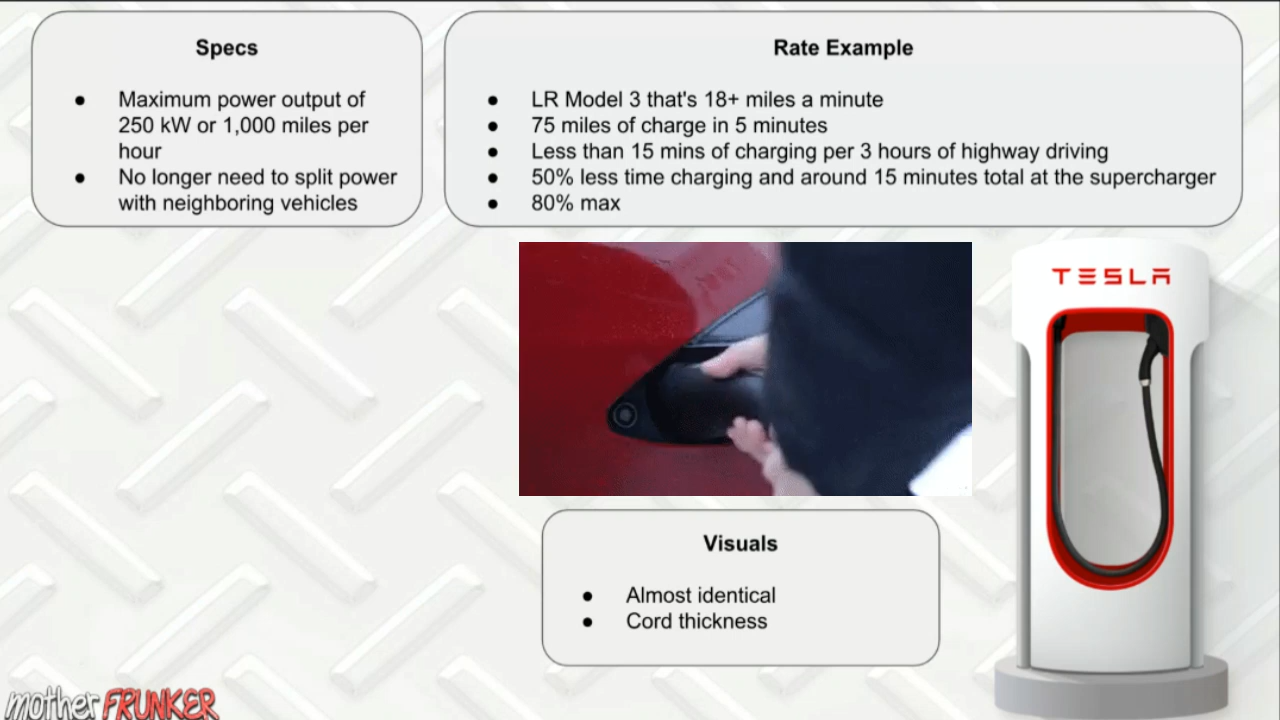 Specs
● Maximum power output of
250 kW or 1,000 miles per
hour
● No longer need to split power
with neighboring vehicles
Rate Example
● LR Model 3 that's 18+ miles a minute
● 75 miles of charge in 5 minutes
● Less than 15 mins of charging per 3 hours of highway driving
● 50% less time charging and around 15 minutes total at the supercharger
● 80% max
TESLA
Visuals
● Almost identical
● Cord thickness
mother FRUNKER